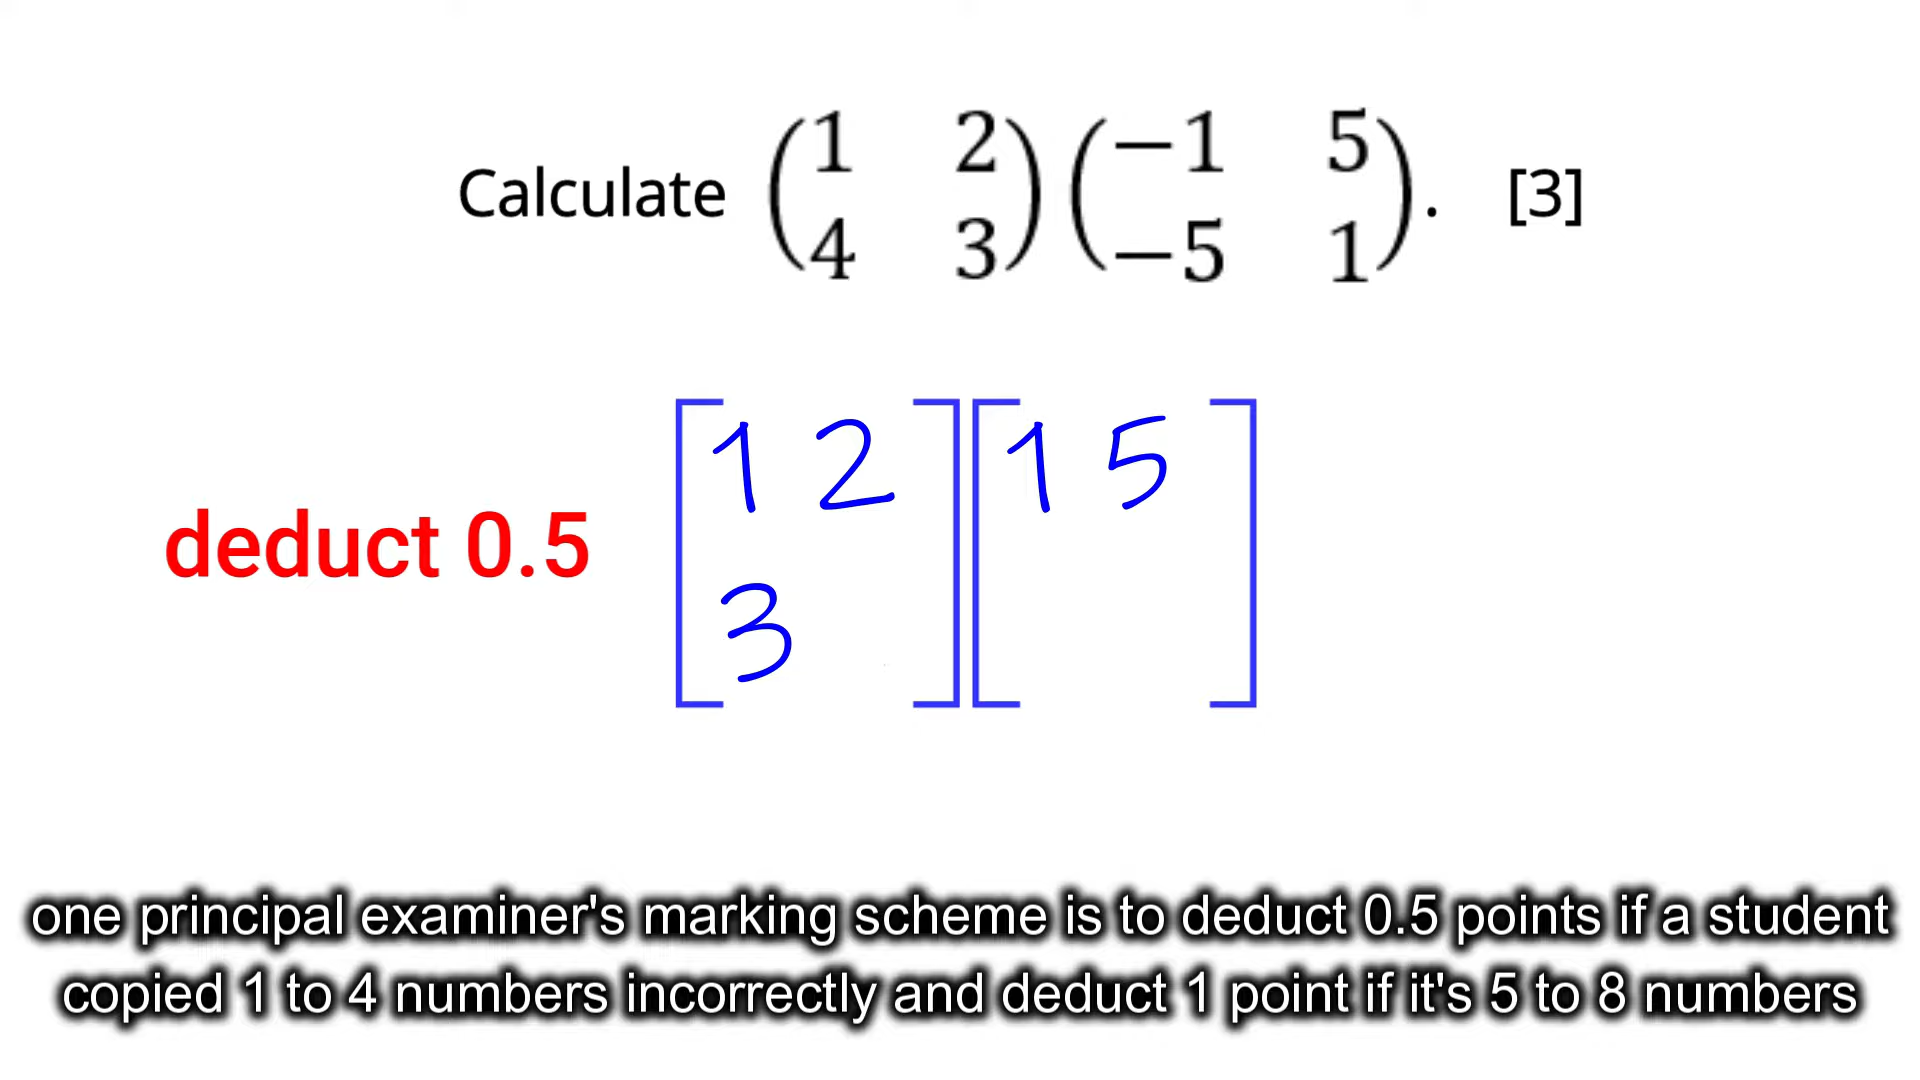 Calculate (1 2) (−1 5) . [3]
(4 3) (−5 1)
[1 2] [1 5]
deduct 0.5
3
one principal examiner's marking scheme is to deduct 0.5 points if a student
copied 1 to 4 numbers incorrectly and deduct 1 point if it's 5 to 8 numbers